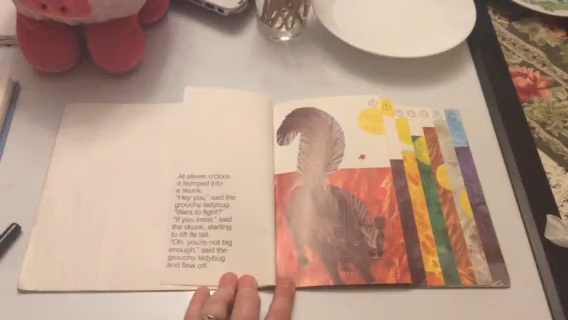 At eleven o'clock
it bumped into
a skunk.
"Hey you," said the
grouchy ladybug.
"Want to fight?"
"If you insist," said
the skunk, starting
to lift its tail.
"Oh, you're not big
enough," said the
grouchy ladybug
and flew off.